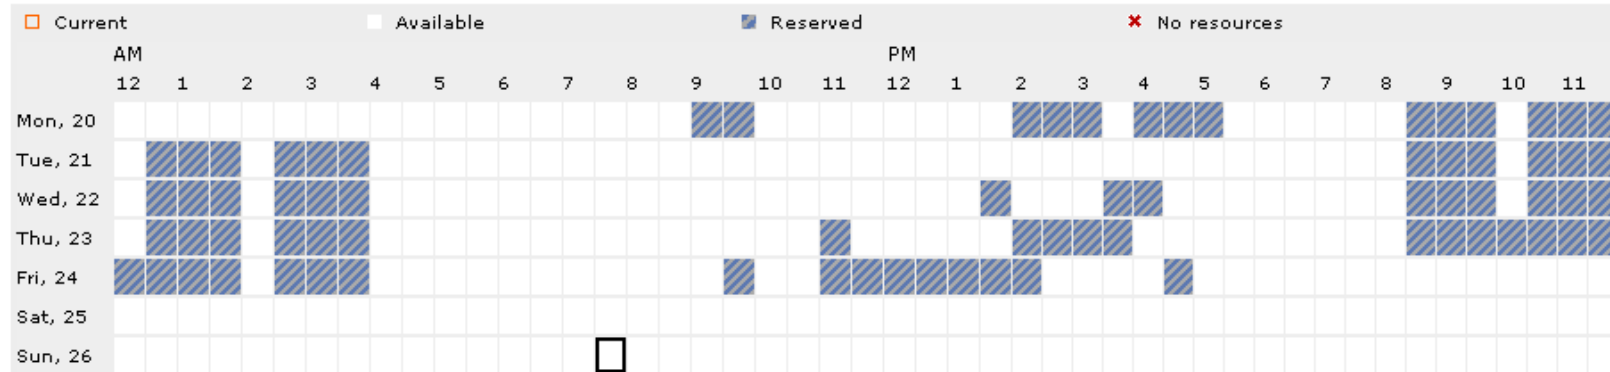 Current Available Reserved No resources
AM PM
12 1 2 3 4 5 6 7 8 9 10 11 12 1 2 3 4 5 6 7 8 9 10 11
Mon, 20
Tue, 21
Wed, 22
Thu, 23
Fri, 24
Sat, 25
Sun, 26